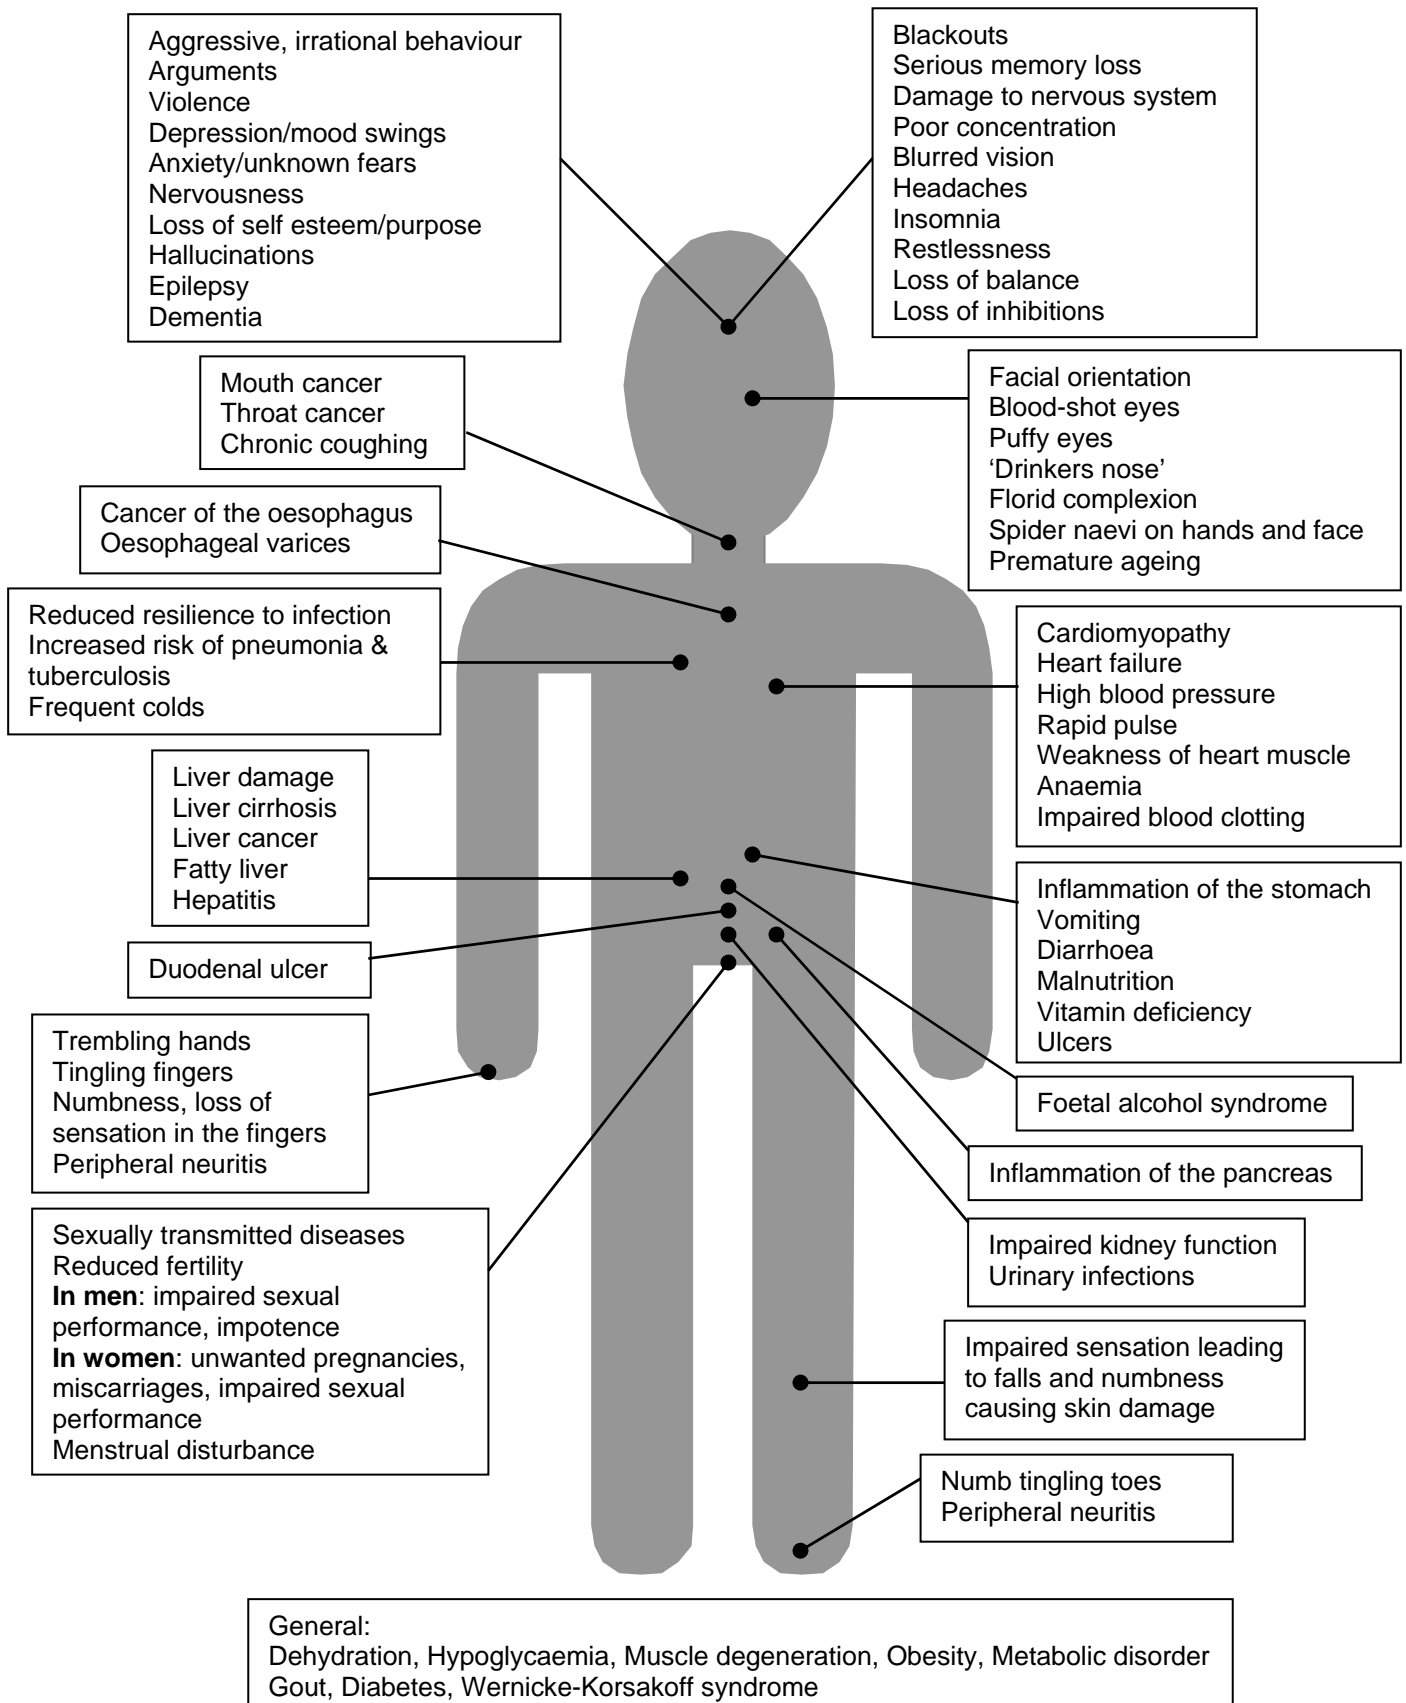 Aggressive, irrational behaviour
Arguments
Violence
Depression/mood swings
Anxiety/unknown fears
Nervousness
Loss of self esteem/purpose
Hallucinations
Epilepsy
Dementia
Blackouts
Serious memory loss
Damage to nervous system
Poor concentration
Blurred vision
Headaches
Insomnia
Restlessness
Loss of balance
Loss of inhibitions
Mouth cancer
Throat cancer
Chronic coughing
Facial orientation
Blood-shot eyes
Puffy eyes
‘Drinkers nose’
Florid complexion
Spider naevi on hands and face
Premature ageing
Cancer of the oesophagus
Oesophageal varices
Reduced resilience to infection
Increased risk of pneumonia &
tuberculosis
Frequent colds
Cardiomyopathy
Heart failure
High blood pressure
Rapid pulse
Weakness of heart muscle
Anaemia
Impaired blood clotting
Liver damage
Liver cirrhosis
Liver cancer
Fatty liver
Hepatitis
Inflammation of the stomach
Vomiting
Diarrhoea
Malnutrition
Vitamin deficiency
Ulcers
Duodenal ulcer
Trembling hands
Tingling fingers
Numbness, loss of
sensation in the fingers
Peripheral neuritis
Foetal alcohol syndrome
Inflammation of the pancreas
Sexually transmitted diseases
Reduced fertility
In men: impaired sexual
performance, impotence
In women: unwanted pregnancies,
miscarriages, impaired sexual
performance
Menstrual disturbance
Impaired kidney function
Urinary infections
Impaired sensation leading
to falls and numbness
causing skin damage
Numb tingling toes
Peripheral neuritis
General:
Dehydration, Hypoglycaemia, Muscle degeneration, Obesity, Metabolic disorder
Gout, Diabetes, Wernicke-Korsakoff syndrome